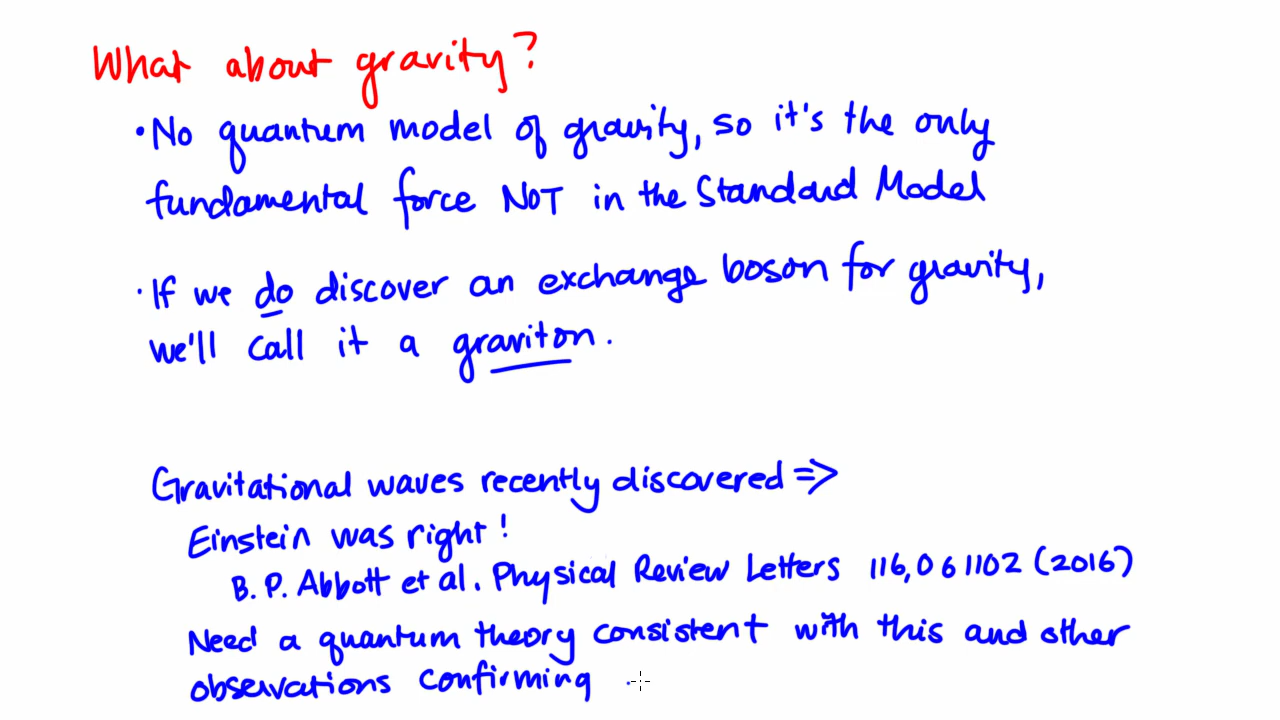 What about gravity?
• No quantum model of gravity, so it's the only
fundamental force NOT in the Standard Model
• If we do discover an exchange boson for gravity,
we'll call it a graviton.
Gravitational waves recently discovered ⇒
Einstein was right!
B. P. Abbott et al. Physical Review Letters 116, 061102 (2016)
Need a quantum theory consistent with this and other
observations confirming